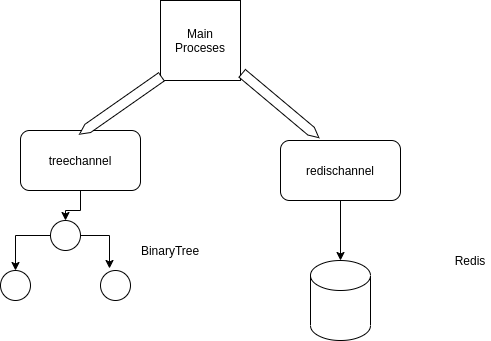 Main
Proceses
treechannel
redischannel
BinaryTree
Redis